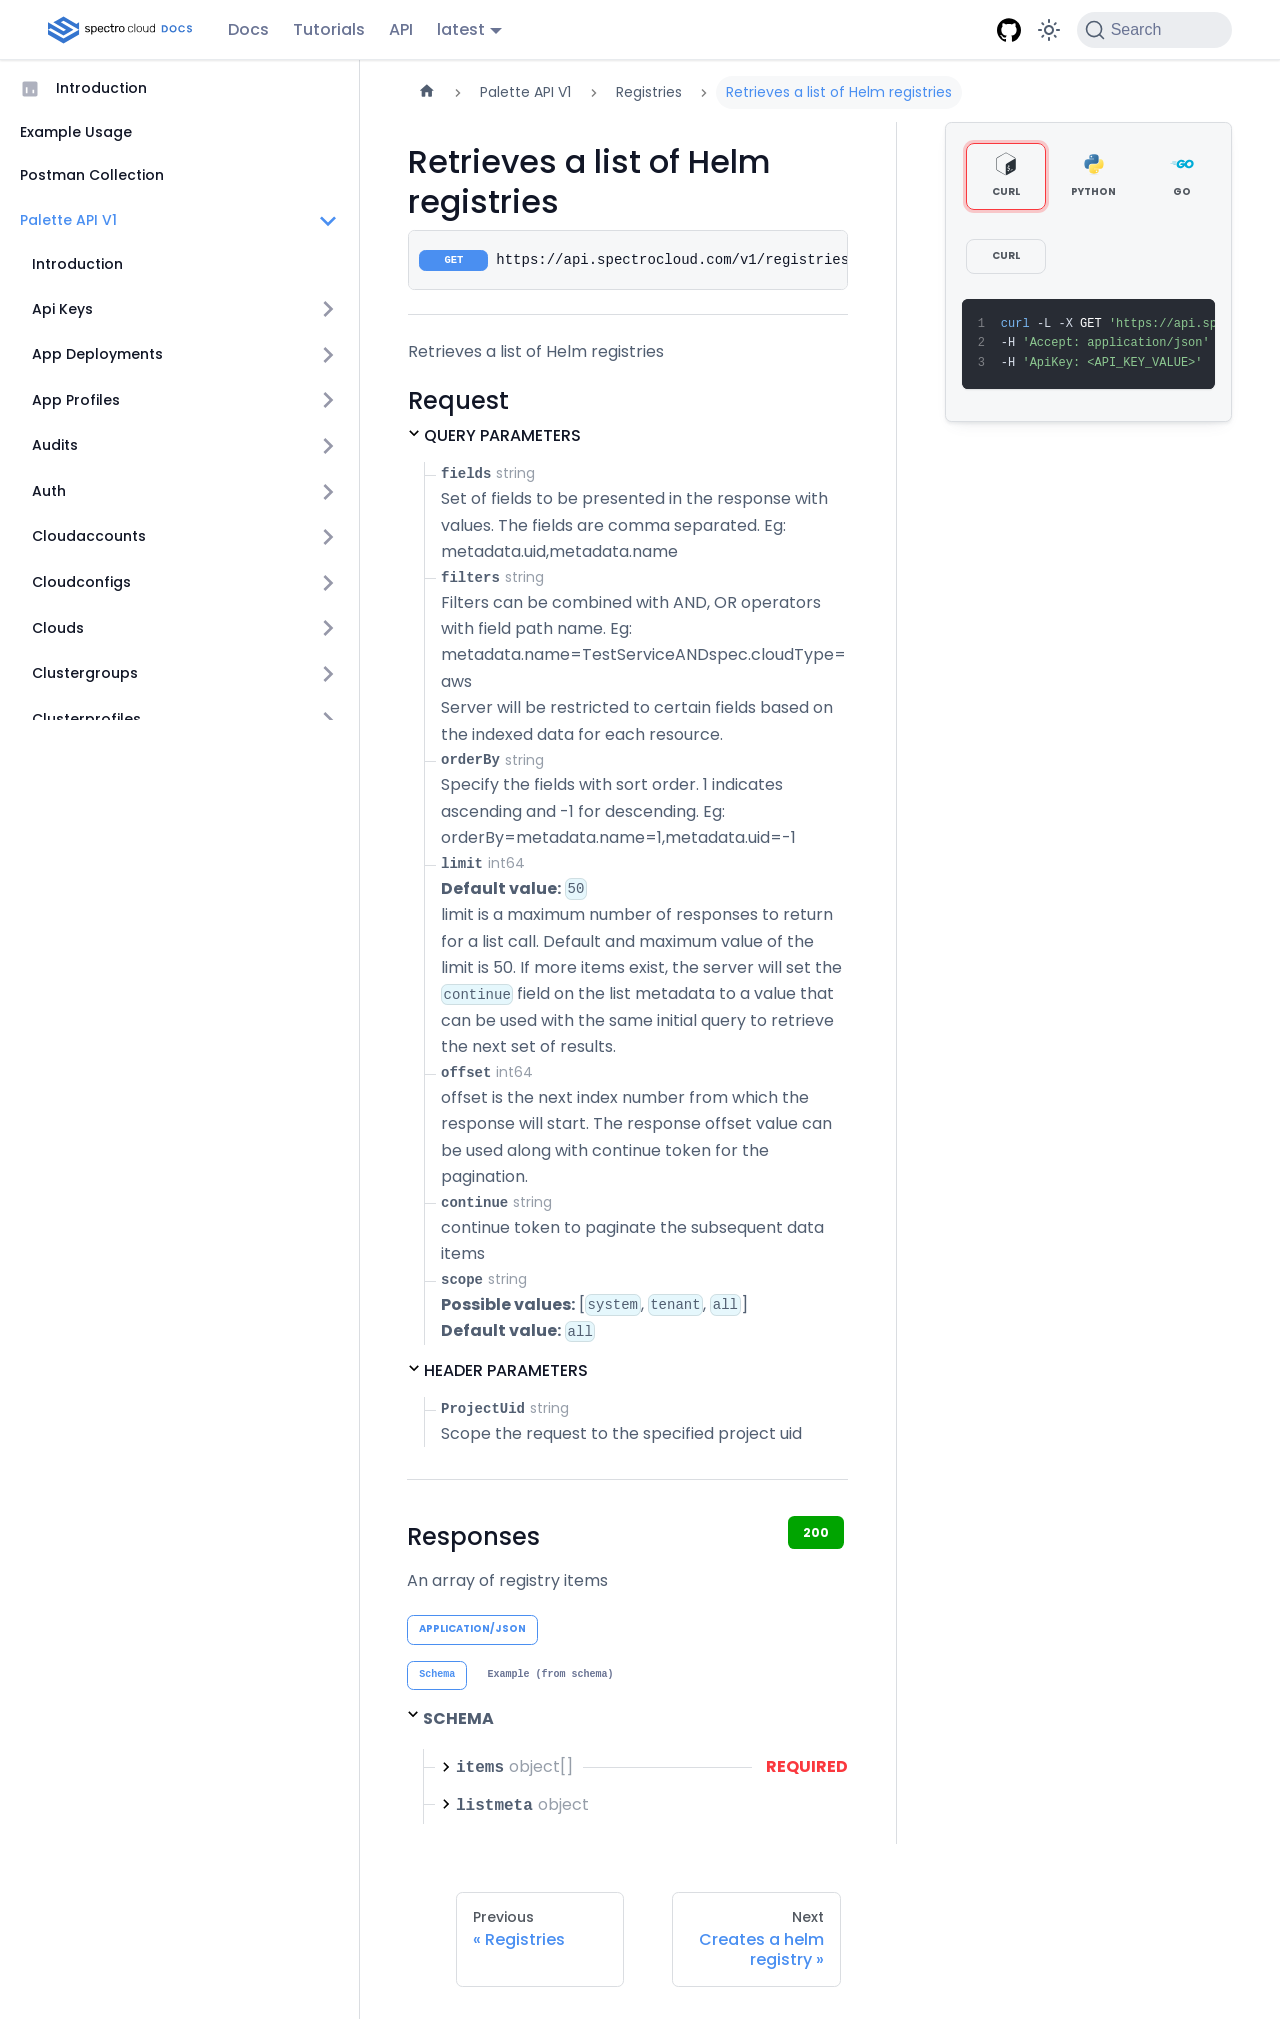 spectro cloud DOCS
Docs
Tutorials
API
latest
Search
Introduction
Example Usage
Postman Collection
Palette API V1
Introduction
Api Keys
App Deployments
App Profiles
Audits
Auth
Cloudaccounts
Cloudconfigs
Clouds
Clustergroups
Clusterprofiles
Palette API V1
Registries
Retrieves a list of Helm registries
Retrieves a list of Helm
registries
GET https://api.spectrocloud.com/v1/registries
Retrieves a list of Helm registries
Request
QUERY PARAMETERS
fields string
Set of fields to be presented in the response with
values. The fields are comma separated. Eg:
metadata.uid,metadata.name
filters string
Filters can be combined with AND, OR operators
with field path name. Eg:
metadata.name=TestServiceANDspec.cloudType=
aws
Server will be restricted to certain fields based on
the indexed data for each resource.
orderBy string
Specify the fields with sort order. 1 indicates
ascending and -1 for descending. Eg:
orderBy=metadata.name=1,metadata.uid=-1
limit int64
Default value: 50
limit is a maximum number of responses to return
for a list call. Default and maximum value of the
limit is 50. If more items exist, the server will set the
continue field on the list metadata to a value that
can be used with the same initial query to retrieve
the next set of results.
offset int64
offset is the next index number from which the
response will start. The response offset value can
be used along with continue token for the
pagination.
continue string
continue token to paginate the subsequent data
items
scope string
Possible values: [system, tenant, all]
Default value: all
HEADER PARAMETERS
ProjectUid string
Scope the request to the specified project uid
Responses
200
An array of registry items
APPLICATION/JSON
Schema
Example (from schema)
SCHEMA
items object[] REQUIRED
listmeta object
Previous
« Registries
Next
Creates a helm
registry »
CURL
PYTHON
GO
CURL
1 curl -L -X GET 'https://api.sp
2 -H 'Accept: application/json'
3 -H 'ApiKey: <API_KEY_VALUE>'